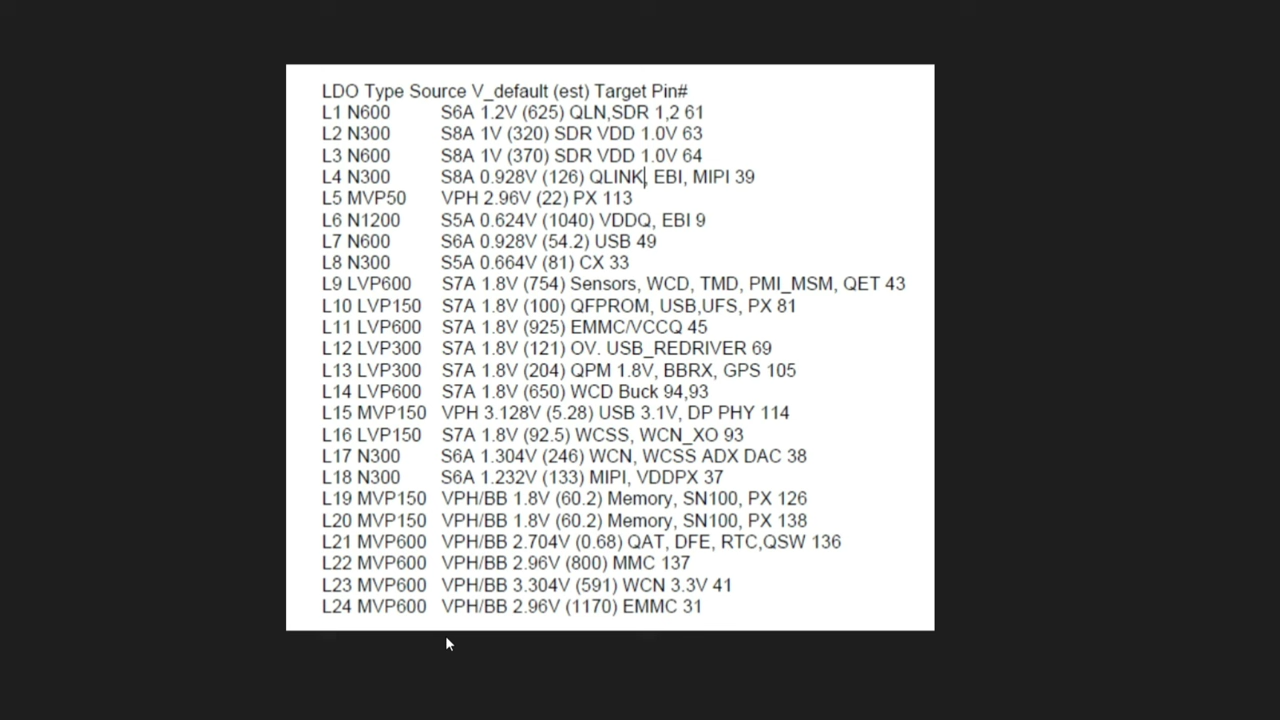 LDO Type Source V_default (est) Target Pin#
L1 N600 S6A 1.2V (625) QLN,SDR 1,2 61
L2 N300 S8A 1V (320) SDR VDD 1.0V 63
L3 N600 S8A 1V (370) SDR VDD 1.0V 64
L4 N300 S8A 0.928V (126) QLINK, EBI, MIPI 39
L5 MVP50 VPH 2.96V (22) PX 113
L6 N1200 S5A 0.624V (1040) VDDQ, EBI 9
L7 N600 S6A 0.928V (54.2) USB 49
L8 N300 S5A 0.664V (81) CX 33
L9 LVP600 S7A 1.8V (754) Sensors, WCD, TMD, PMI_MSM, QET 43
L10 LVP150 S7A 1.8V (100) QFPROM, USB,UFS, PX 81
L11 LVP600 S7A 1.8V (925) EMMC/VCCQ 45
L12 LVP300 S7A 1.8V (121) OV. USB_REDRIVER 69
L13 LVP300 S7A 1.8V (204) QPM 1.8V, BBRX, GPS 105
L14 LVP600 S7A 1.8V (650) WCD Buck 94,93
L15 MVP150 VPH 3.128V (5.28) USB 3.1V, DP PHY 114
L16 LVP150 S7A 1.8V (92.5) WCSS, WCN_XO 93
L17 N300 S6A 1.304V (246) WCN, WCSS ADX DAC 38
L18 N300 S6A 1.232V (133) MIPI, VDDPX 37
L19 MVP150 VPH/BB 1.8V (60.2) Memory, SN100, PX 126
L20 MVP150 VPH/BB 1.8V (60.2) Memory, SN100, PX 138
L21 MVP600 VPH/BB 2.704V (0.68) QAT, DFE, RTC,QSW 136
L22 MVP600 VPH/BB 2.96V (800) MMC 137
L23 MVP600 VPH/BB 3.304V (591) WCN 3.3V 41
L24 MVP600 VPH/BB 2.96V (1170) EMMC 31